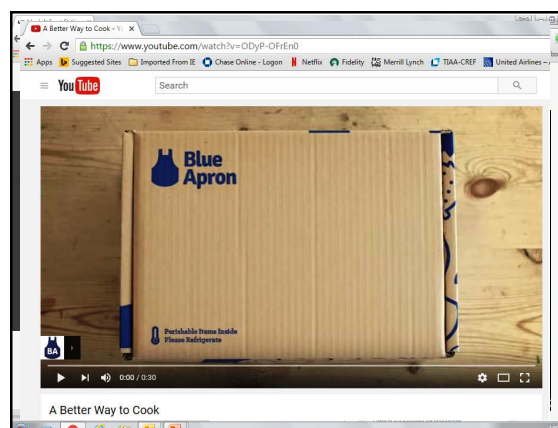 A Better Way to Cook - Yo
https://www.youtube.com/watch?v=ODyP-OFrEn0
Apps Suggested Sites Imported From IE Chase Online - Logon Netflix Fidelity Merrill Lynch TIAA-CREF United Airlines -
YouTube
Search
Blue
Apron
Perishable Items Inside
Please Refrigerate
BA
0:00 / 0:30
A Better Way to Cook